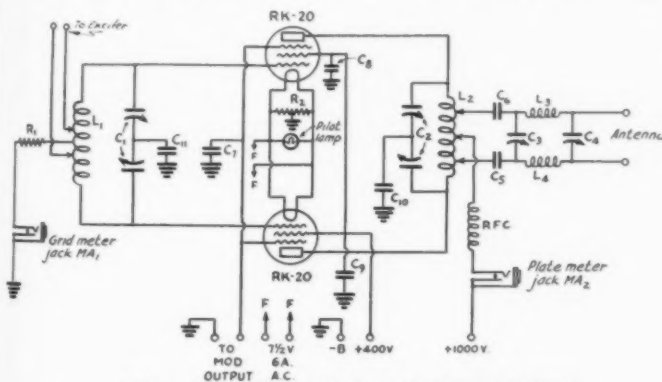 To Exciter
RK-20
C8
R1
L1
C1
C11
C7
R2
Pilot lamp
F
F
C2
L2
C6
L3
C3
C4
Antenna
C5
L4
C10
RFC
Grid meter
jack MA1
RK-20
C9
Plate meter
jack MA2
F F
TO
MOD
OUTPUT
7½V
6A.
A.C.
-B
+400V
+1000V.